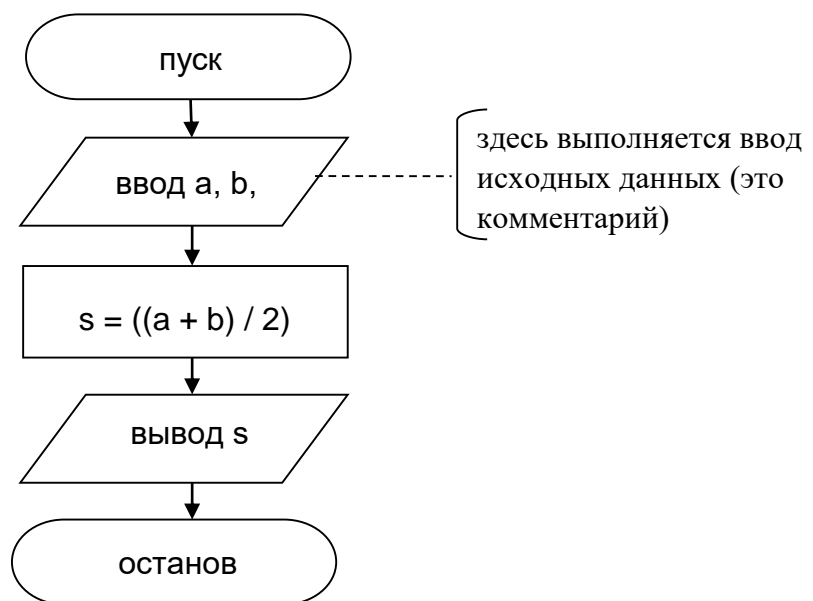 пуск
ввод a, b,
здесь выполняется ввод
исходных данных (это
комментарий)
s = ((a + b) / 2)
вывод s
останов